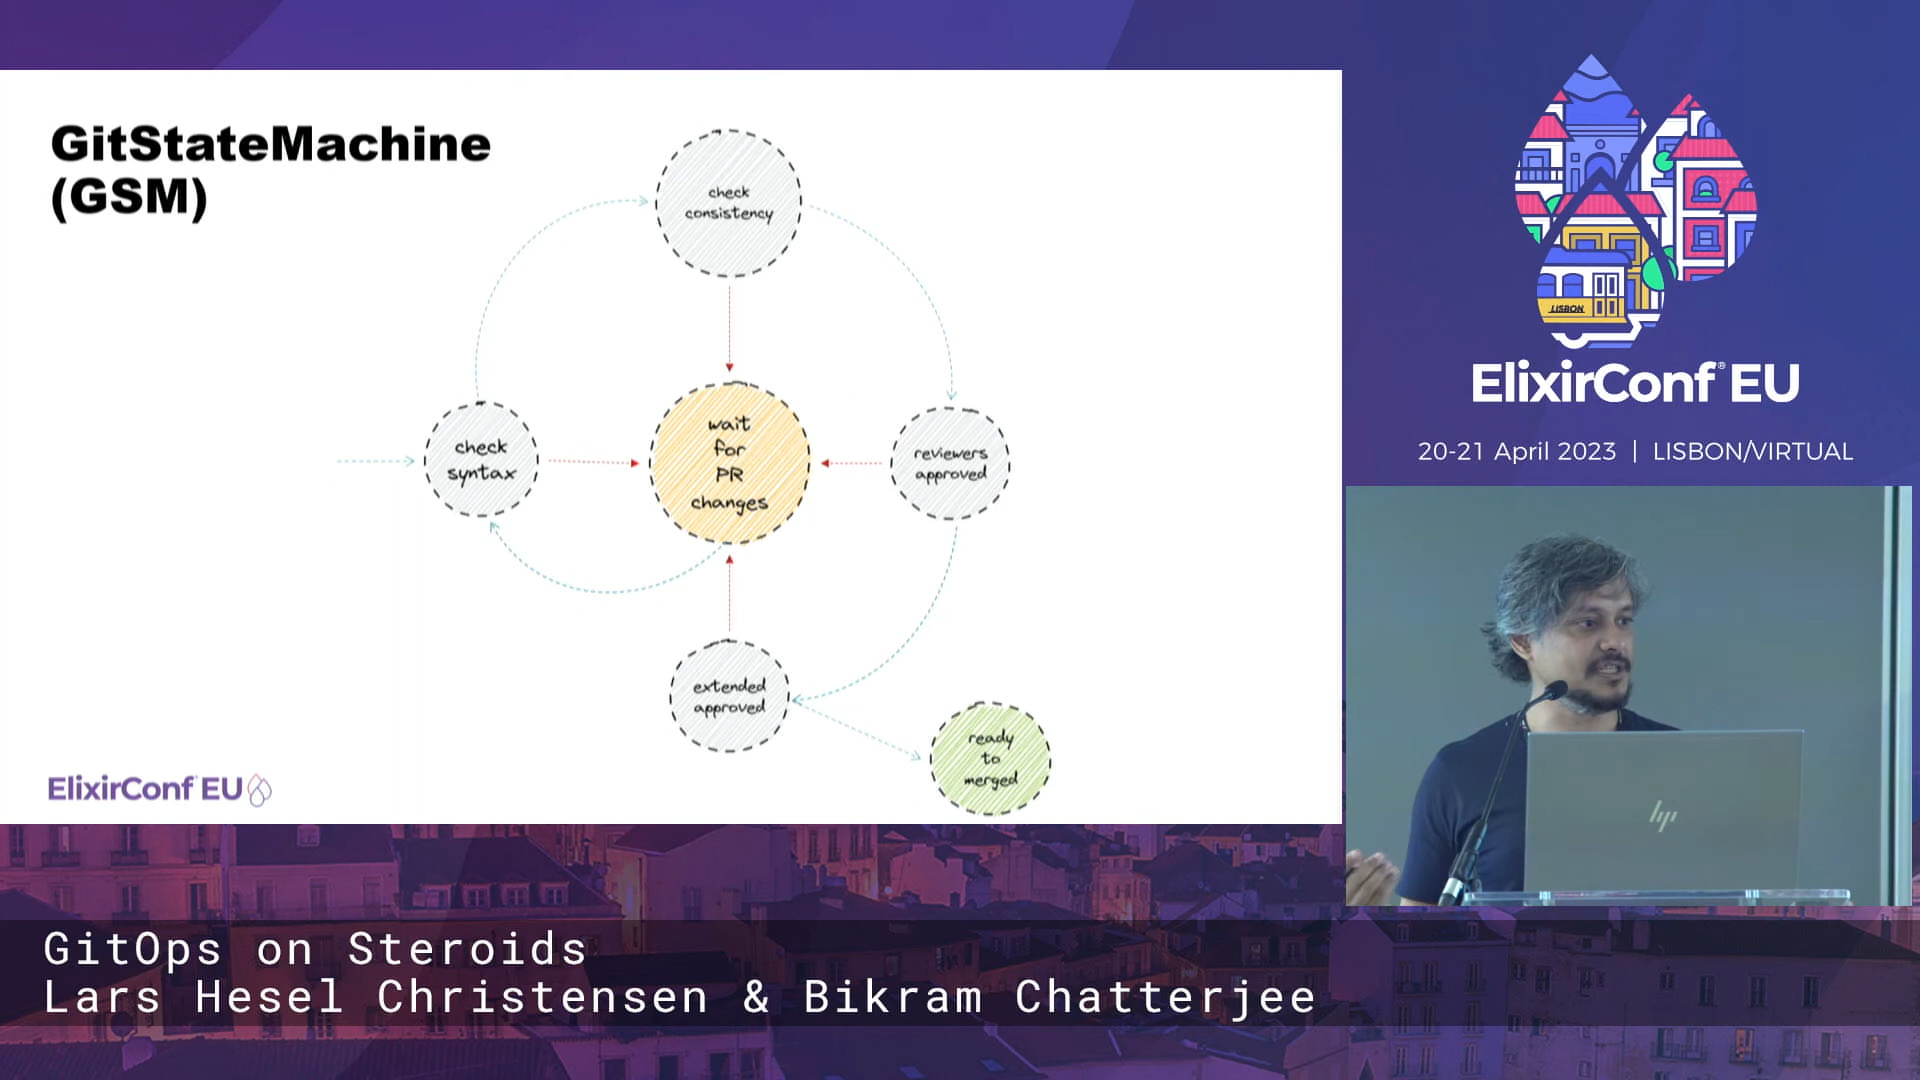 GitStateMachine
(GSM)
check
consistency
check
syntax
wait
for
PR
changes
reviewers
approved
extended
approved
ready
to
merged
ElixirConf EU
LISBON
ElixirConf® EU
20-21 April 2023 | LISBON/VIRTUAL
hp
GitOps on Steroids
Lars Hesel Christensen & Bikram Chatterjee